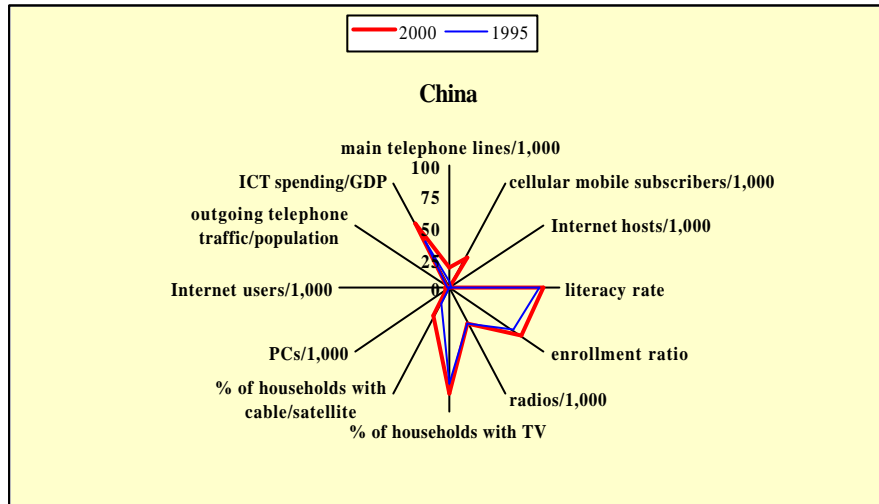 2000 1995
China
main telephone lines/1,000
100
ICT spending/GDP
cellular mobile subscribers/1,000
75
outgoing telephone
traffic/population
Internet hosts/1,000
50
25
Internet users/1,000
0
literacy rate
PCs/1,000
enrollment ratio
% of households with
cable/satellite
radios/1,000
% of households with TV